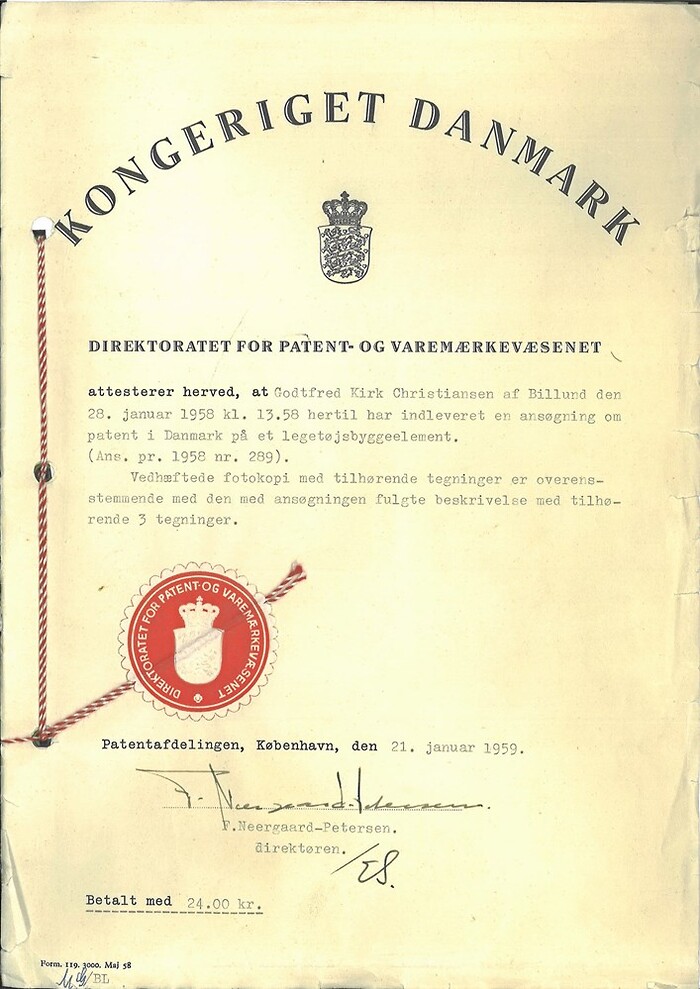 KONGERIGET DANMARK
DIREKTORATET FOR PATENT- OG VAREMÆRKEVÆSENET
attesterer herved, at Godtfred Kirk Christiansen af Billund den
28. januar 1958 kl. 13.58 hertil har indleveret en ansøgning om
patent i Danmark på et legetøjsbyggeelement.
(Ans. pr. 1958 nr. 289).
Vedhæftede fotokopi med tilhørende tegninger er overens-
stemmende med den med ansøgningen fulgte beskrivelse med tilhø-
rende 3 tegninger.
DIREKTORATET FOR PATENT-OG VAREMÆRKEVÆSENET
Patentafdelingen, København, den 21. januar 1959.
F. Neergaard-Petersen.
F.Neergaard-Petersen.
direktøren.
/ES.
Betalt med 24.00 kr.
Form. 119. 3000. Maj 58
/BL